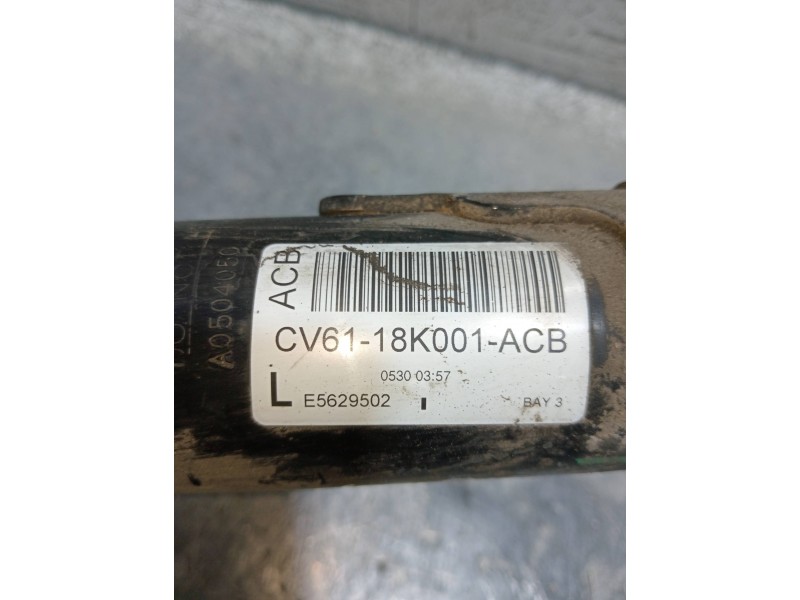 ACB
CV61-18K001-ACB
0530 03:57
L E5629502
BAY 3
A0504050